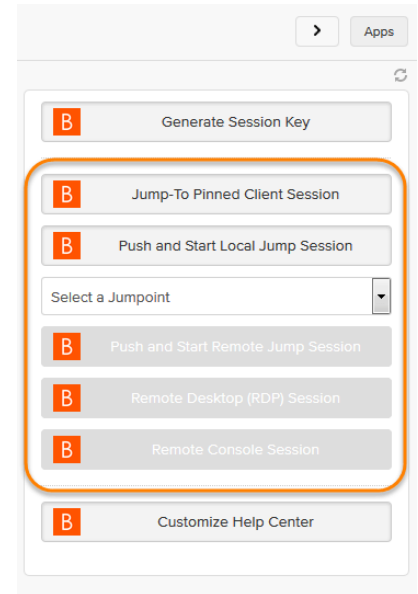 Apps
B Generate Session Key
B Jump-To Pinned Client Session
B Push and Start Local Jump Session
Select a Jumpoint
B Push and Start Remote Jump Session
B Remote Desktop (RDP) Session
B Remote Console Session
B Customize Help Center